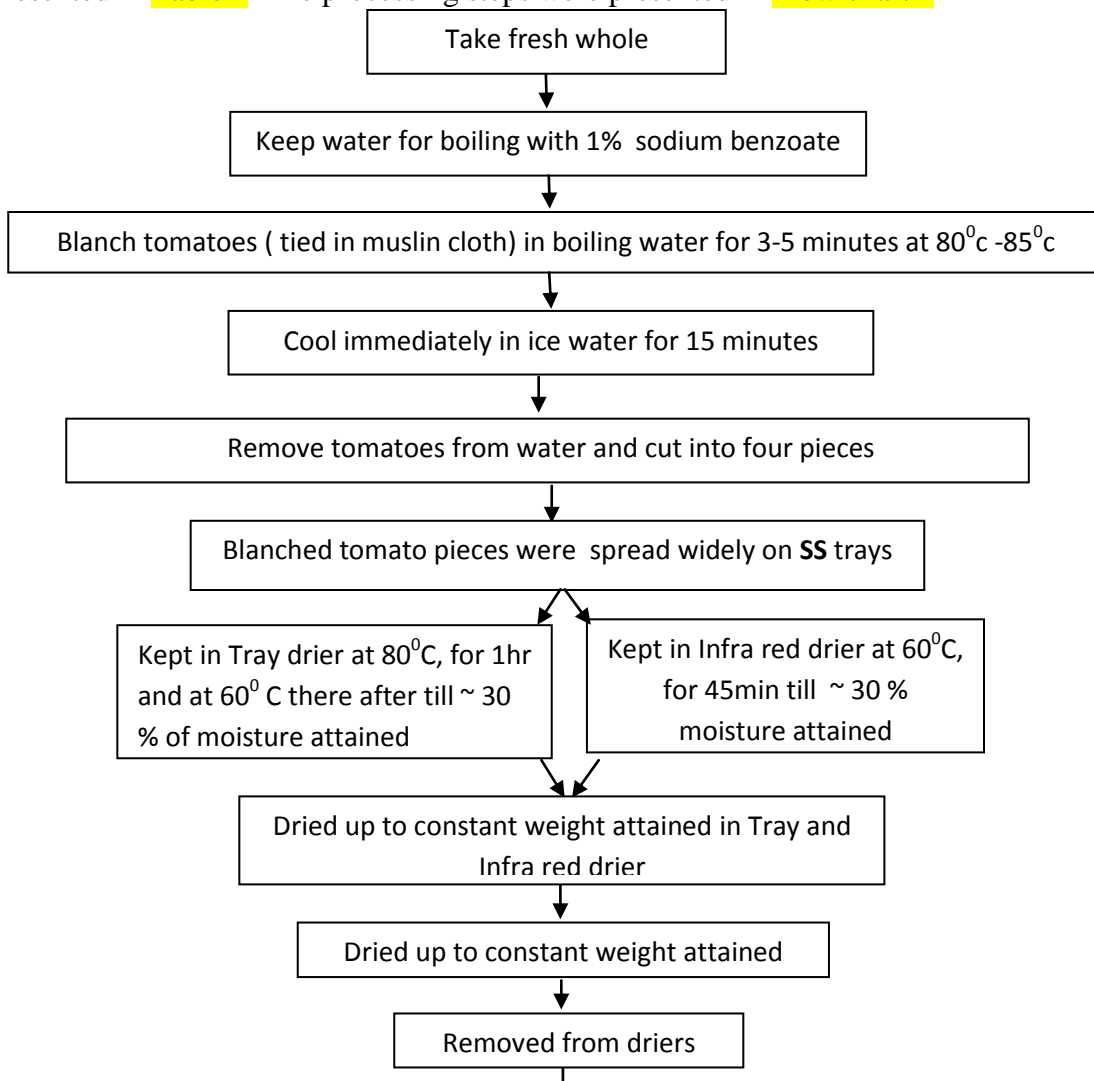 Take fresh whole
Keep water for boiling with 1% sodium benzoate
Blanch tomatoes ( tied in muslin cloth) in boiling water for 3-5 minutes at 80⁰c -85⁰c
Cool immediately in ice water for 15 minutes
Remove tomatoes from water and cut into four pieces
Blanched tomato pieces were spread widely on SS trays
Kept in Tray drier at 80⁰C, for 1hr
and at 60⁰ C there after till ~ 30
% of moisture attained
Kept in Infra red drier at 60⁰C,
for 45min till ~ 30 %
moisture attained
Dried up to constant weight attained in Tray and
Infra red drier
Dried up to constant weight attained
Removed from driers